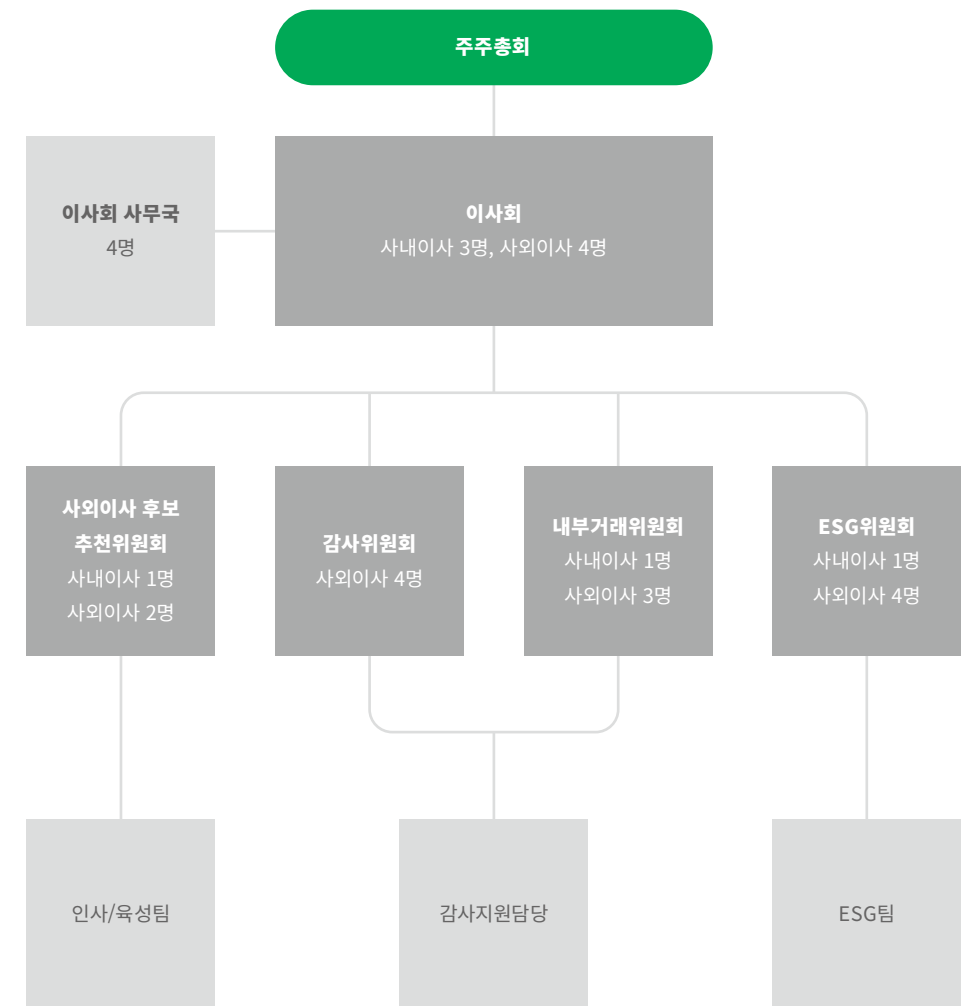 주주총회
이사회 사무국
4명
이사회
사내이사 3명, 사외이사 4명
사외이사 후보
추천위원회
사내이사 1명
사외이사 2명
감사위원회
사외이사 4명
내부거래위원회
사내이사 1명
사외이사 3명
ESG위원회
사내이사 1명
사외이사 4명
인사/육성팀
감사지원담당
ESG팀